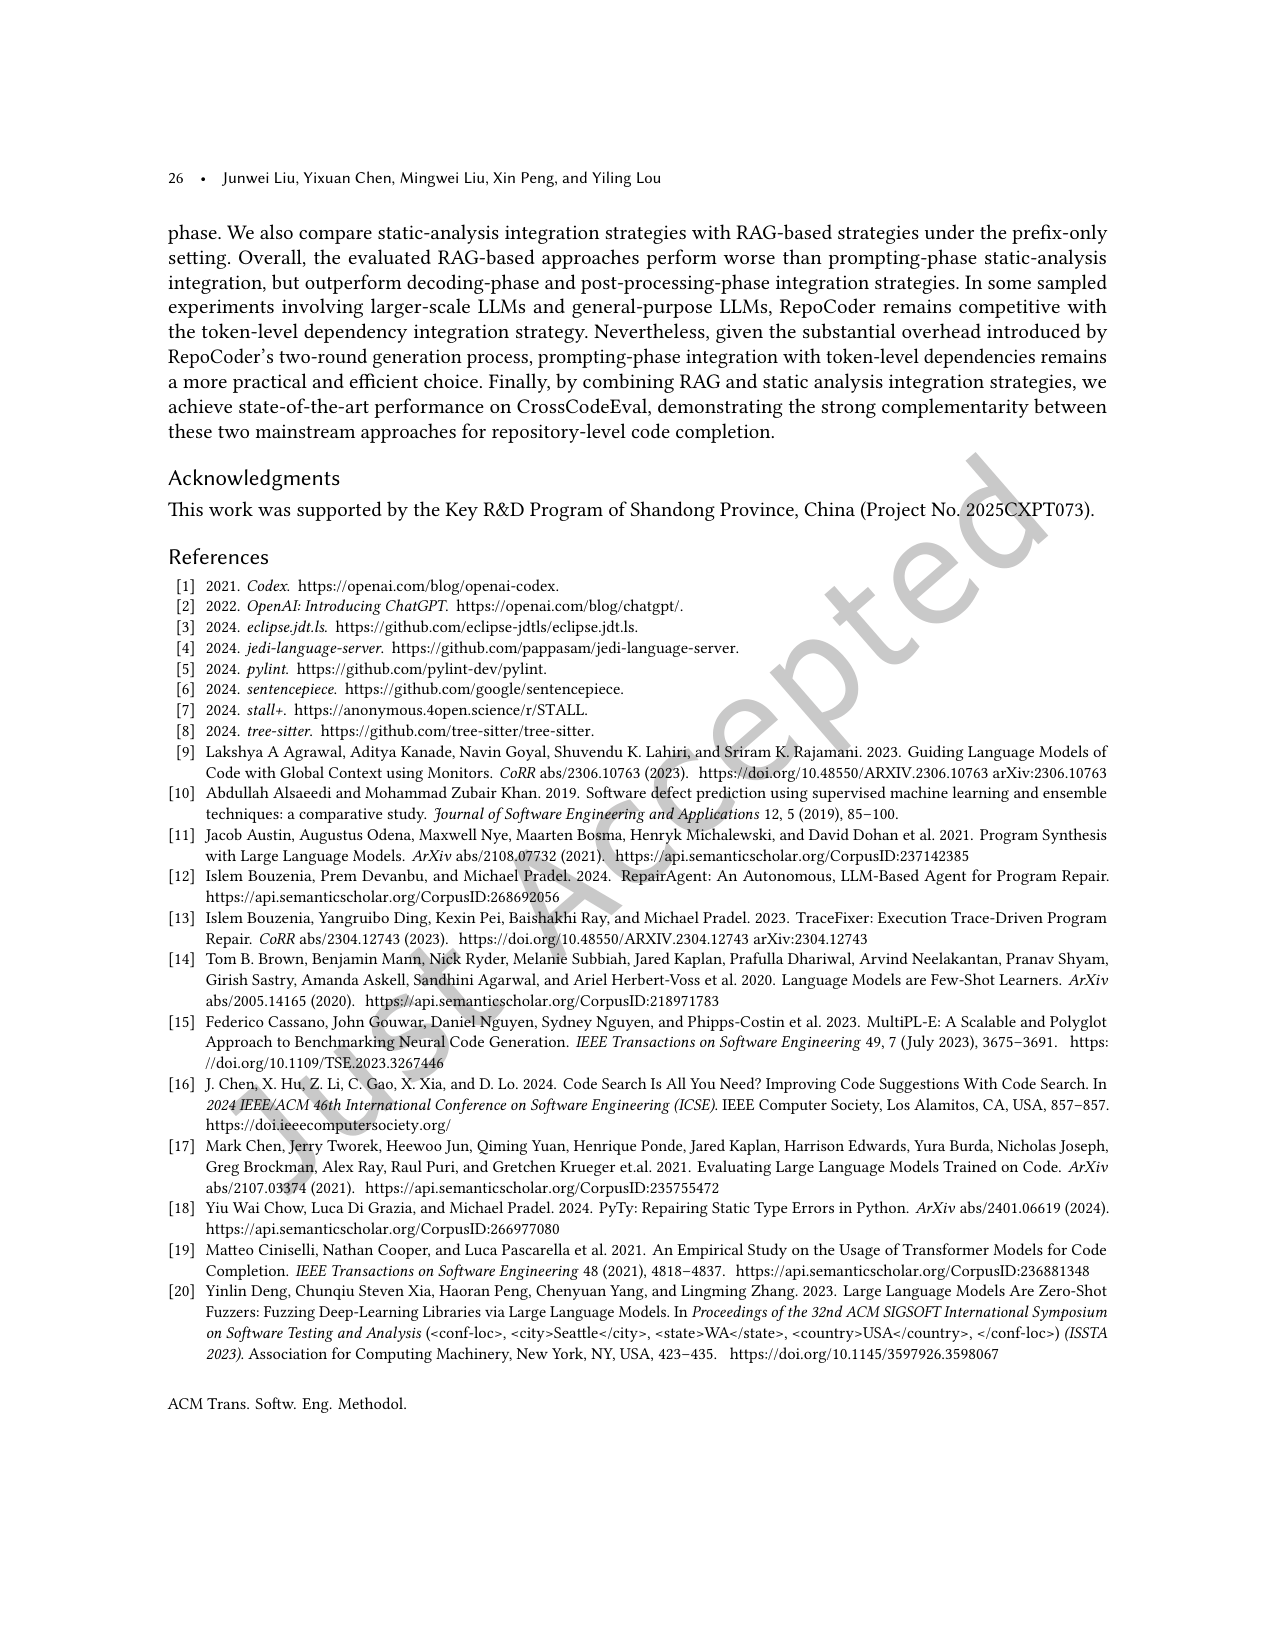 26 • Junwei Liu, Yixuan Chen, Mingwei Liu, Xin Peng, and Yiling Lou
phase. We also compare static-analysis integration strategies with RAG-based strategies under the prefix-only
setting. Overall, the evaluated RAG-based approaches perform worse than prompting-phase static-analysis
integration, but outperform decoding-phase and post-processing-phase integration strategies. In some sampled
experiments involving larger-scale LLMs and general-purpose LLMs, RepoCoder remains competitive with
the token-level dependency integration strategy. Nevertheless, given the substantial overhead introduced by
RepoCoder's two-round generation process, prompting-phase integration with token-level dependencies remains
a more practical and efficient choice. Finally, by combining RAG and static analysis integration strategies, we
achieve state-of-the-art performance on CrossCodeEval, demonstrating the strong complementarity between
these two mainstream approaches for repository-level code completion.
Acknowledgments
This work was supported by the Key R&D Program of Shandong Province, China (Project No. 2025CXPT073).
References
[1] 2021. Codex. https://openai.com/blog/openai-codex.
[2] 2022. OpenAI: Introducing ChatGPT. https://openai.com/blog/chatgpt/.
[3] 2024. eclipse.jdt.ls. https://github.com/eclipse-jdtls/eclipse.jdt.ls.
[4] 2024. jedi-language-server. https://github.com/pappasam/jedi-language-server.
[5] 2024. pylint. https://github.com/pylint-dev/pylint.
[6] 2024. sentencepiece. https://github.com/google/sentencepiece.
[7] 2024. stall+. https://anonymous.4open.science/r/STALL.
[8] 2024. tree-sitter. https://github.com/tree-sitter/tree-sitter.
[9] Lakshya A Agrawal, Aditya Kanade, Navin Goyal, Shuvendu K. Lahiri, and Sriram K. Rajamani. 2023. Guiding Language Models of
Code with Global Context using Monitors. CoRR abs/2306.10763 (2023). https://doi.org/10.48550/ARXIV.2306.10763 arXiv:2306.10763
[10] Abdullah Alsaeedi and Mohammad Zubair Khan. 2019. Software defect prediction using supervised machine learning and ensemble
techniques: a comparative study. Journal of Software Engineering and Applications 12, 5 (2019), 85–100.
[11] Jacob Austin, Augustus Odena, Maxwell Nye, Maarten Bosma, Henryk Michalewski, and David Dohan et al. 2021. Program Synthesis
with Large Language Models. ArXiv abs/2108.07732 (2021). https://api.semanticscholar.org/CorpusID:237142385
[12] Islem Bouzenia, Prem Devanbu, and Michael Pradel. 2024. RepairAgent: An Autonomous, LLM-Based Agent for Program Repair.
https://api.semanticscholar.org/CorpusID:268692056
[13] Islem Bouzenia, Yangruibo Ding, Kexin Pei, Baishakhi Ray, and Michael Pradel. 2023. TraceFixer: Execution Trace-Driven Program
Repair. CoRR abs/2304.12743 (2023). https://doi.org/10.48550/ARXIV.2304.12743 arXiv:2304.12743
[14] Tom B. Brown, Benjamin Mann, Nick Ryder, Melanie Subbiah, Jared Kaplan, Prafulla Dhariwal, Arvind Neelakantan, Pranav Shyam,
Girish Sastry, Amanda Askell, Sandhini Agarwal, and Ariel Herbert-Voss et al. 2020. Language Models are Few-Shot Learners. ArXiv
abs/2005.14165 (2020). https://api.semanticscholar.org/CorpusID:218971783
[15] Federico Cassano, John Gouwar, Daniel Nguyen, Sydney Nguyen, and Phipps-Costin et al. 2023. MultiPL-E: A Scalable and Polyglot
Approach to Benchmarking Neural Code Generation. IEEE Transactions on Software Engineering 49, 7 (July 2023), 3675–3691. https:
//doi.org/10.1109/TSE.2023.3267446
[16] J. Chen, X. Hu, Z. Li, C. Gao, X. Xia, and D. Lo. 2024. Code Search Is All You Need? Improving Code Suggestions With Code Search. In
2024 IEEE/ACM 46th International Conference on Software Engineering (ICSE). IEEE Computer Society, Los Alamitos, CA, USA, 857–857.
https://doi.ieeecomputersociety.org/
[17] Mark Chen, Jerry Tworek, Heewoo Jun, Qiming Yuan, Henrique Ponde, Jared Kaplan, Harrison Edwards, Yura Burda, Nicholas Joseph,
Greg Brockman, Alex Ray, Raul Puri, and Gretchen Krueger et.al. 2021. Evaluating Large Language Models Trained on Code. ArXiv
abs/2107.03374 (2021). https://api.semanticscholar.org/CorpusID:235755472
[18] Yiu Wai Chow, Luca Di Grazia, and Michael Pradel. 2024. PyTy: Repairing Static Type Errors in Python. ArXiv abs/2401.06619 (2024).
https://api.semanticscholar.org/CorpusID:266977080
[19] Matteo Ciniselli, Nathan Cooper, and Luca Pascarella et al. 2021. An Empirical Study on the Usage of Transformer Models for Code
Completion. IEEE Transactions on Software Engineering 48 (2021), 4818–4837. https://api.semanticscholar.org/CorpusID:236881348
[20] Yinlin Deng, Chunqiu Steven Xia, Haoran Peng, Chenyuan Yang, and Lingming Zhang. 2023. Large Language Models Are Zero-Shot
Fuzzers: Fuzzing Deep-Learning Libraries via Large Language Models. In Proceedings of the 32nd ACM SIGSOFT International Symposium
on Software Testing and Analysis (<conf-loc>, <city>Seattle</city>, <state>WA</state>, <country>USA</country>, </conf-loc>) (ISSTA
2023). Association for Computing Machinery, New York, NY, USA, 423–435. https://doi.org/10.1145/3597926.3598067
ACM Trans. Softw. Eng. Methodol.
Just Accepted